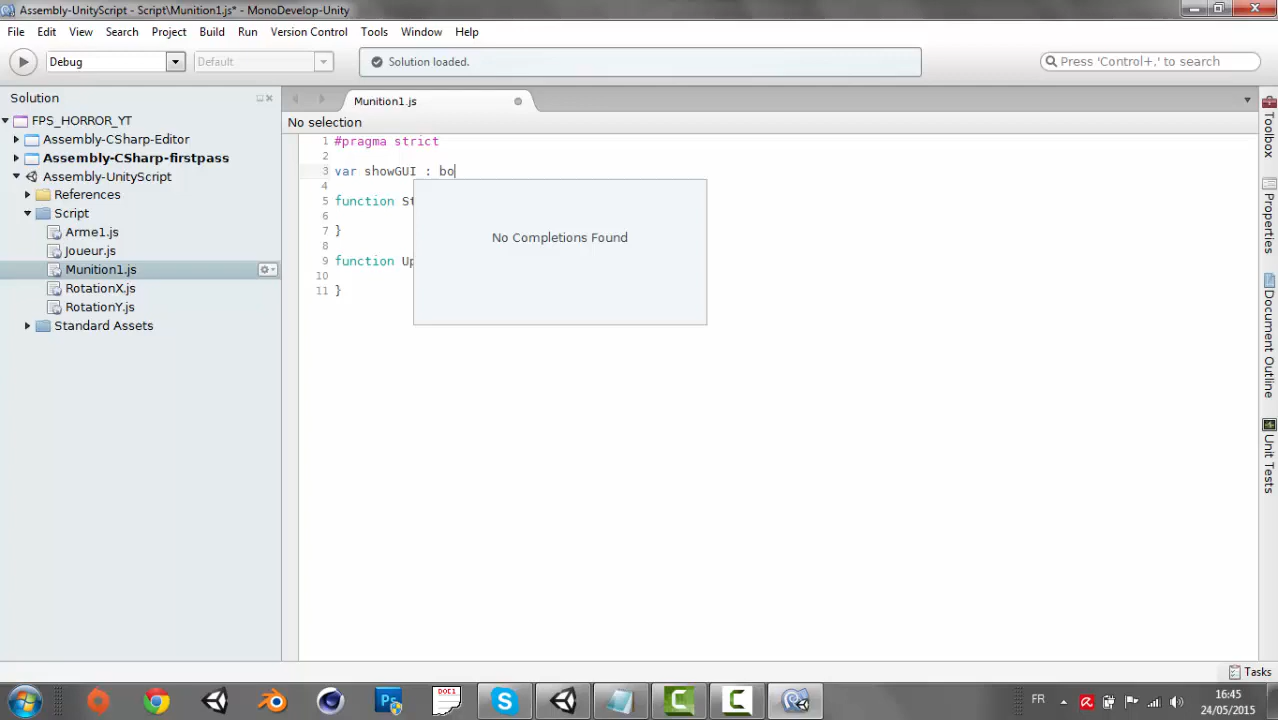 Assembly-UnityScript - Script\Munition1.js* - MonoDevelop-Unity
File Edit View Search Project Build Run Version Control Tools Window Help
Debug
Default
Solution loaded.
Press 'Control+.' to search
Solution
FPS_HORROR_YT
Assembly-CSharp-Editor
Assembly-CSharp-firstpass
Assembly-UnityScript
References
Script
Arme1.js
Joueur.js
Munition1.js
RotationX.js
RotationY.js
Standard Assets
Munition1.js
No selection
1 #pragma strict
2
3 var showGUI : bo
4
5 function St
6
7 }
8
9 function Up
10
11 }
No Completions Found
Toolbox
Properties
Document Outline
Unit Tests
Tasks
DOC1
Ps
FR
16:45
24/05/2015